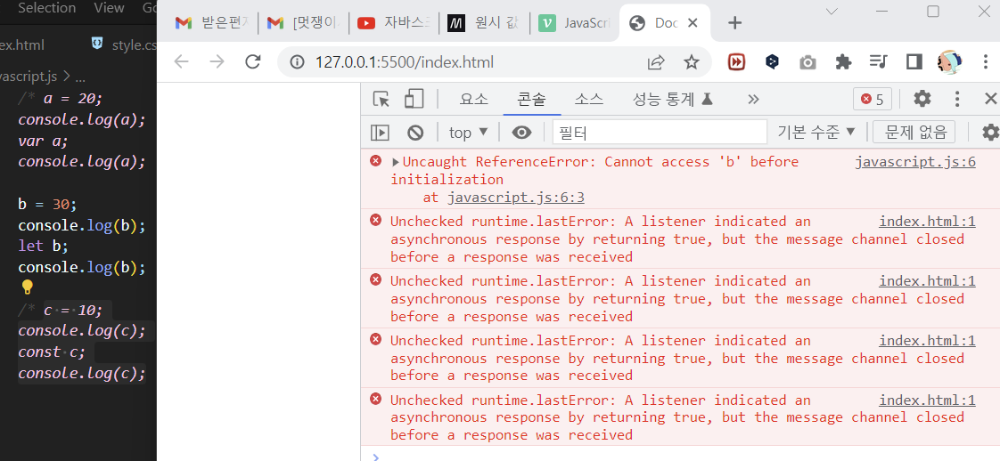 Selection View Go
ex.html style.cs
vascript.js > ...
/* a = 20;
console.log(a);
var a;
console.log(a);
b = 30;
console.log(b);
let b;
console.log(b);
/* c = 10;
console.log(c);
const c;
console.log(c);
받은편지 [멋쟁이 자바스크 원시 값 JavaScri Doc
127.0.0.1:5500/index.html
요소 콘솔 소스 성능 통계 5
top 필터 기본 수준 문제 없음
Uncaught ReferenceError: Cannot access 'b' before javascript.js:6
initialization
at javascript.js:6:3
Unchecked runtime.lastError: A listener indicated an index.html:1
asynchronous response by returning true, but the message channel closed
before a response was received
Unchecked runtime.lastError: A listener indicated an index.html:1
asynchronous response by returning true, but the message channel closed
before a response was received
Unchecked runtime.lastError: A listener indicated an index.html:1
asynchronous response by returning true, but the message channel closed
before a response was received
Unchecked runtime.lastError: A listener indicated an index.html:1
asynchronous response by returning true, but the message channel closed
before a response was received